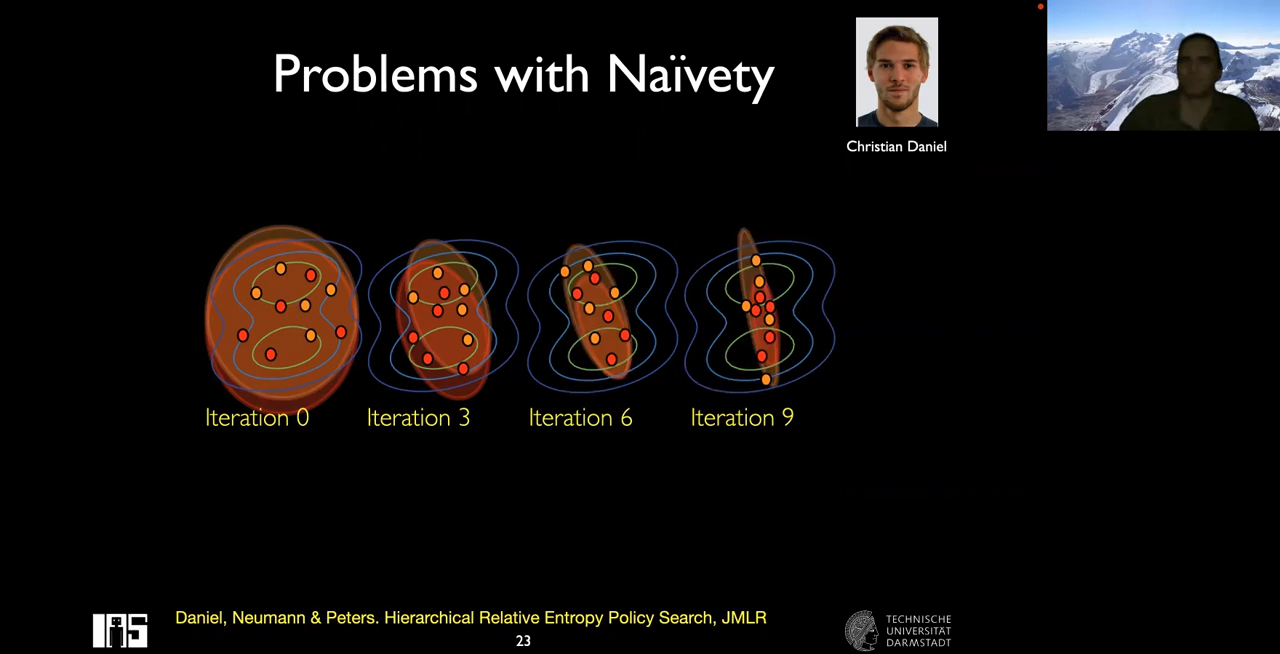 Problems with Naïvety
Christian Daniel
Iteration 0
Iteration 3
Iteration 6
Iteration 9
Daniel, Neumann & Peters. Hierarchical Relative Entropy Policy Search, JMLR
23
IAS
TECHNISCHE
UNIVERSITÄT
DARMSTADT